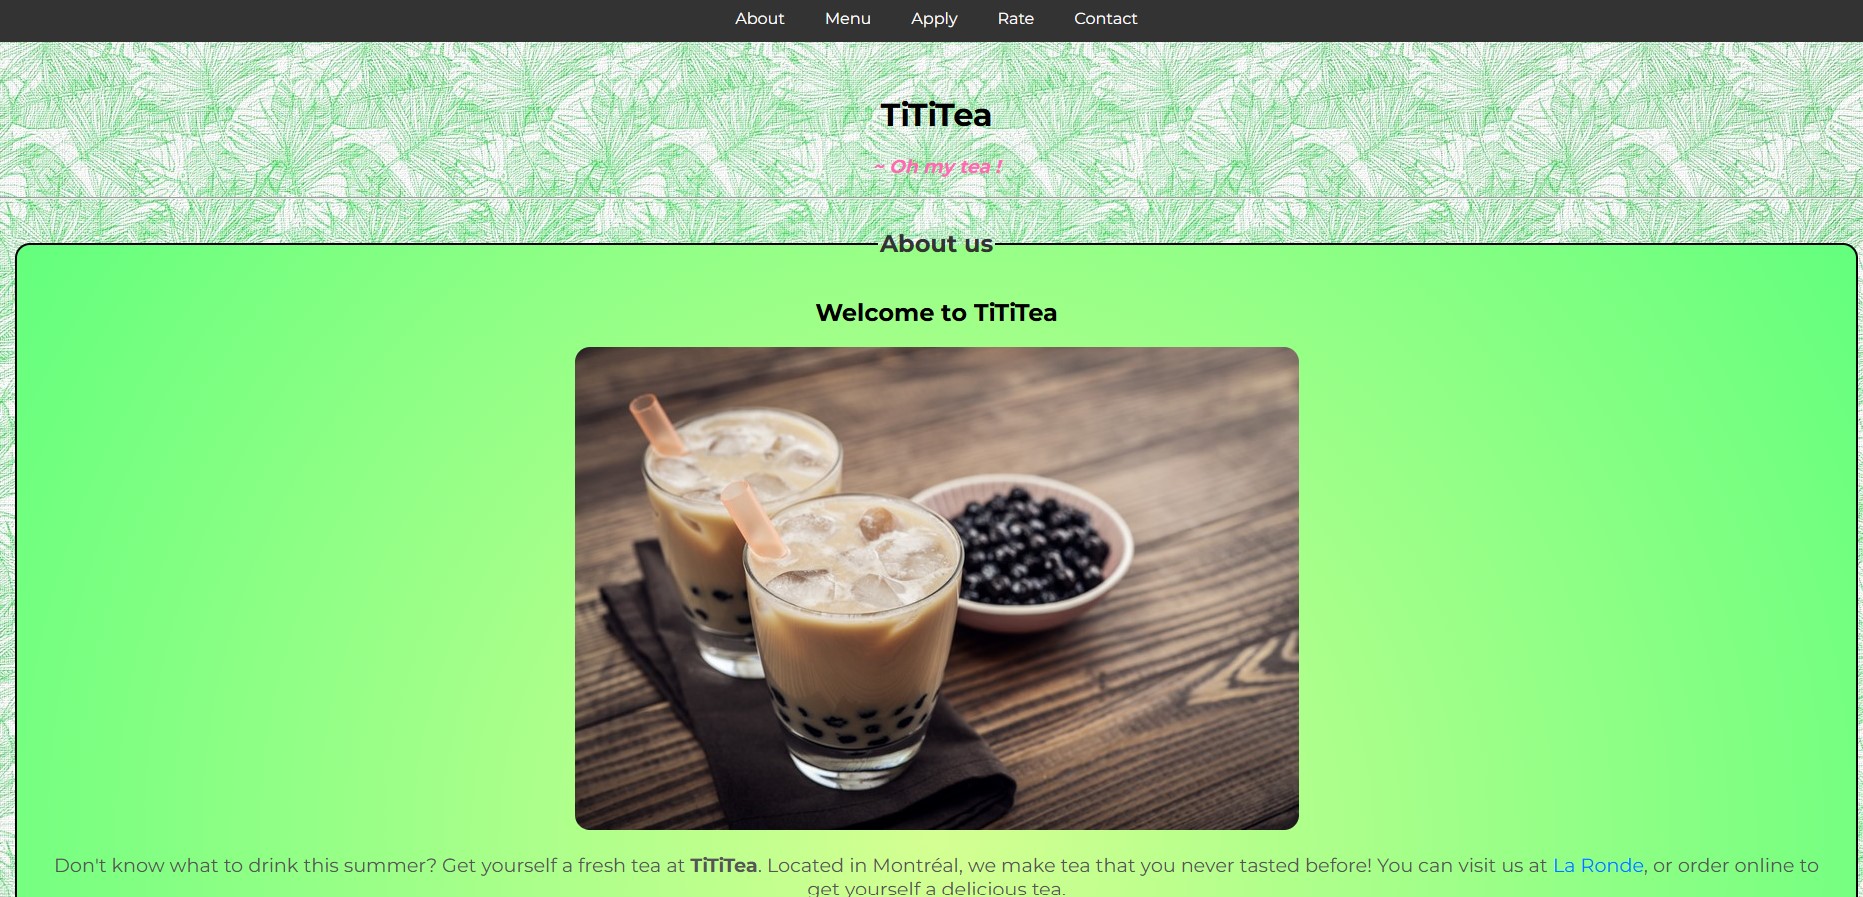 About Menu Apply Rate Contact
TiTiTea
~ Oh my tea !
About us
Welcome to TiTiTea
Don't know what to drink this summer? Get yourself a fresh tea at TiTiTea. Located in Montréal, we make tea that you never tasted before! You can visit us at La Ronde, or order online to
get yourself a delicious tea.